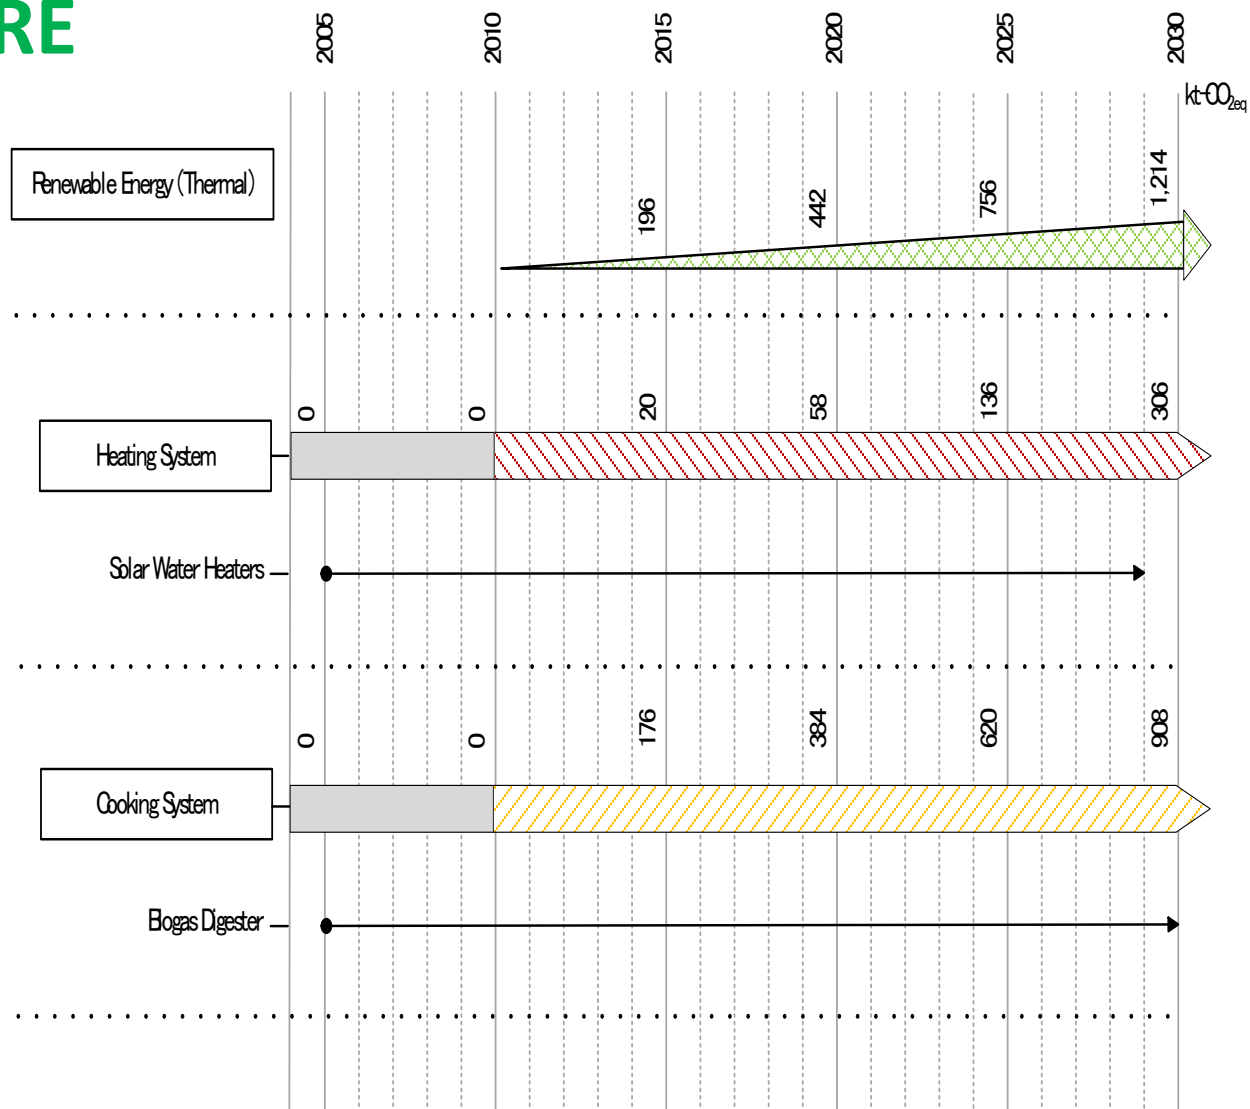 RE
2005 2010 2015 2020 2025 2030
kt-CO2eq
Renewable Energy (Thermal)
196 442 756 1,214
0 0 20 58 136 306
Heating System
Solar Water Heaters
0 0 176 384 620 908
Cooking System
Biogas Digester